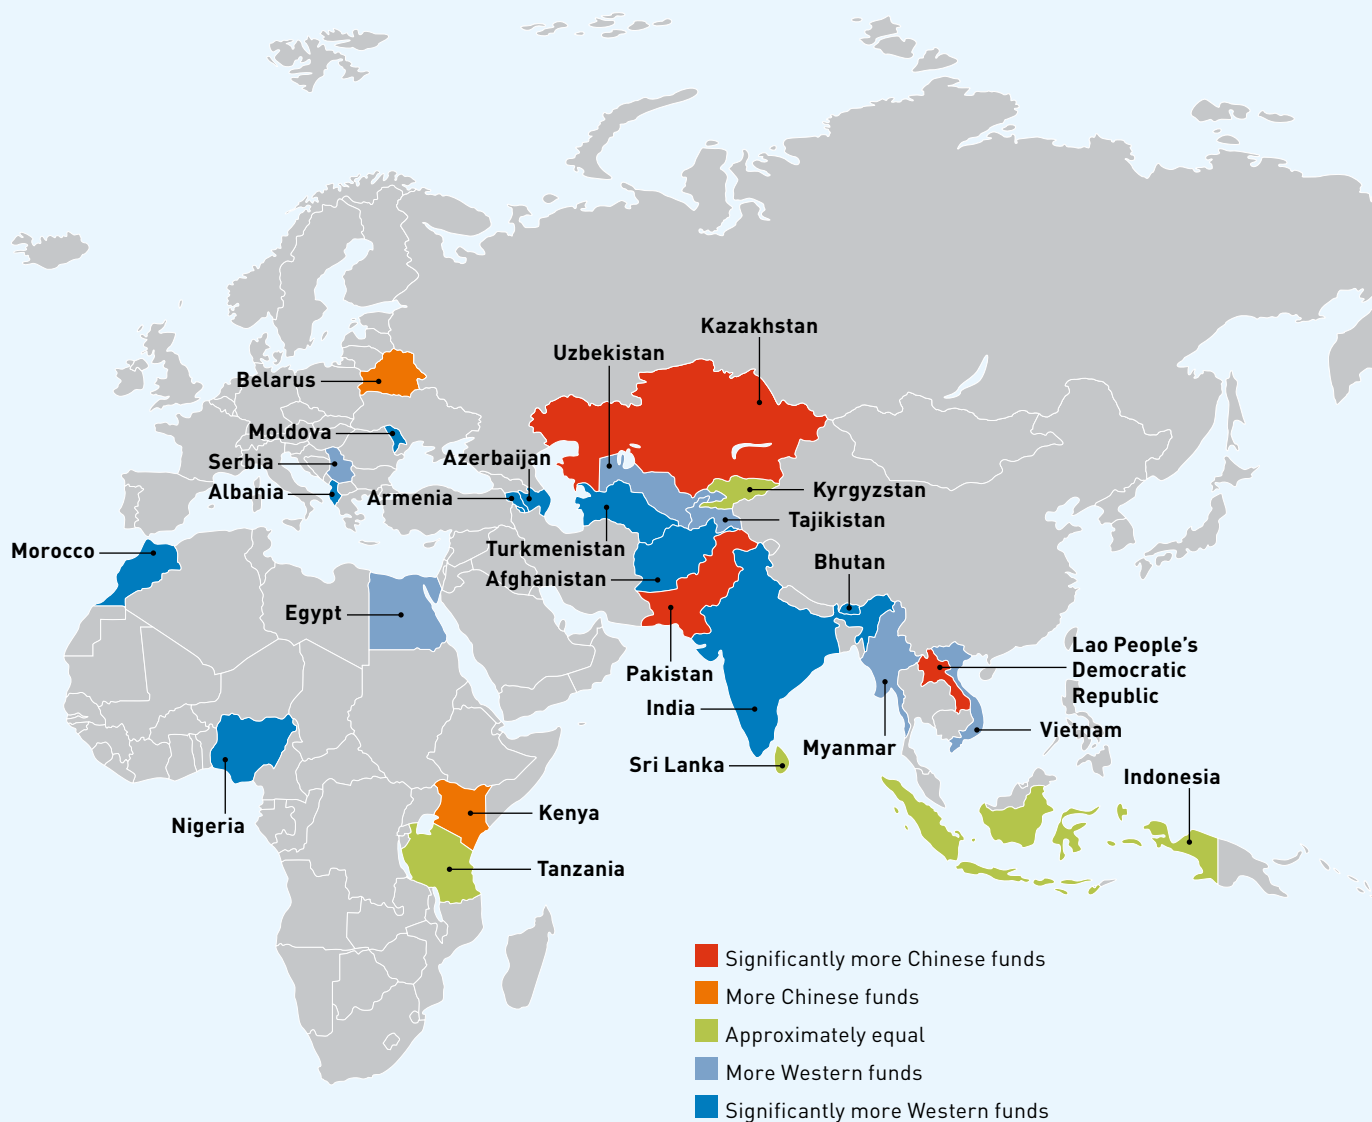 Kazakhstan
Uzbekistan
Belarus
Moldova
Azerbaijan
Serbia
Albania
Armenia
Kyrgyzstan
Tajikistan
Morocco
Turkmenistan
Bhutan
Afghanistan
Egypt
Lao People’s
Democratic
Republic
Pakistan
India
Vietnam
Myanmar
Sri Lanka
Indonesia
Kenya
Nigeria
Tanzania
Significantly more Chinese funds
More Chinese funds
Approximately equal
More Western funds
Significantly more Western funds